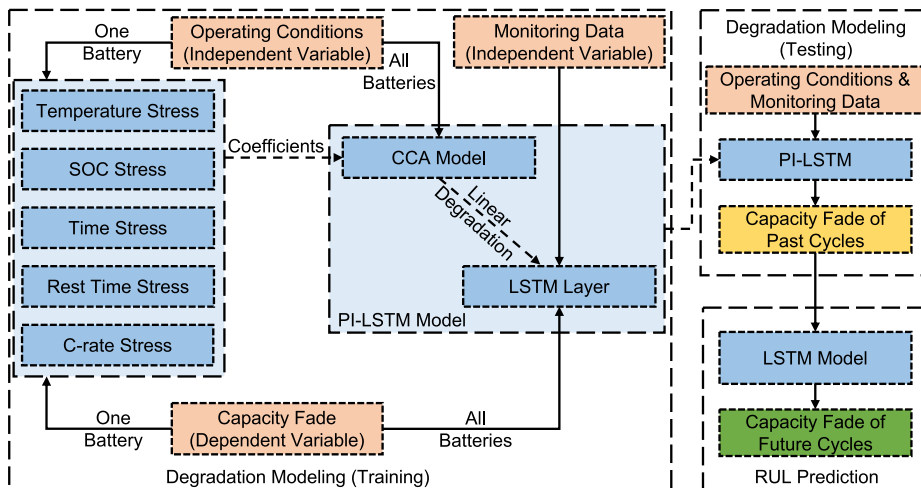 One
Battery
Operating Conditions
(Independent Variable)
All
Batteries
Monitoring Data
(Independent Variable)
Temperature Stress
SOC Stress
Time Stress
Rest Time Stress
C-rate Stress
Coefficients
CCA Model
Linear
Degradation
LSTM Layer
PI-LSTM Model
One
Battery
Capacity Fade
(Dependent Variable)
All
Batteries
Degradation Modeling (Training)
Degradation Modeling
(Testing)
Operating Conditions &
Monitoring Data
PI-LSTM
Capacity Fade of
Past Cycles
LSTM Model
Capacity Fade of
Future Cycles
RUL Prediction